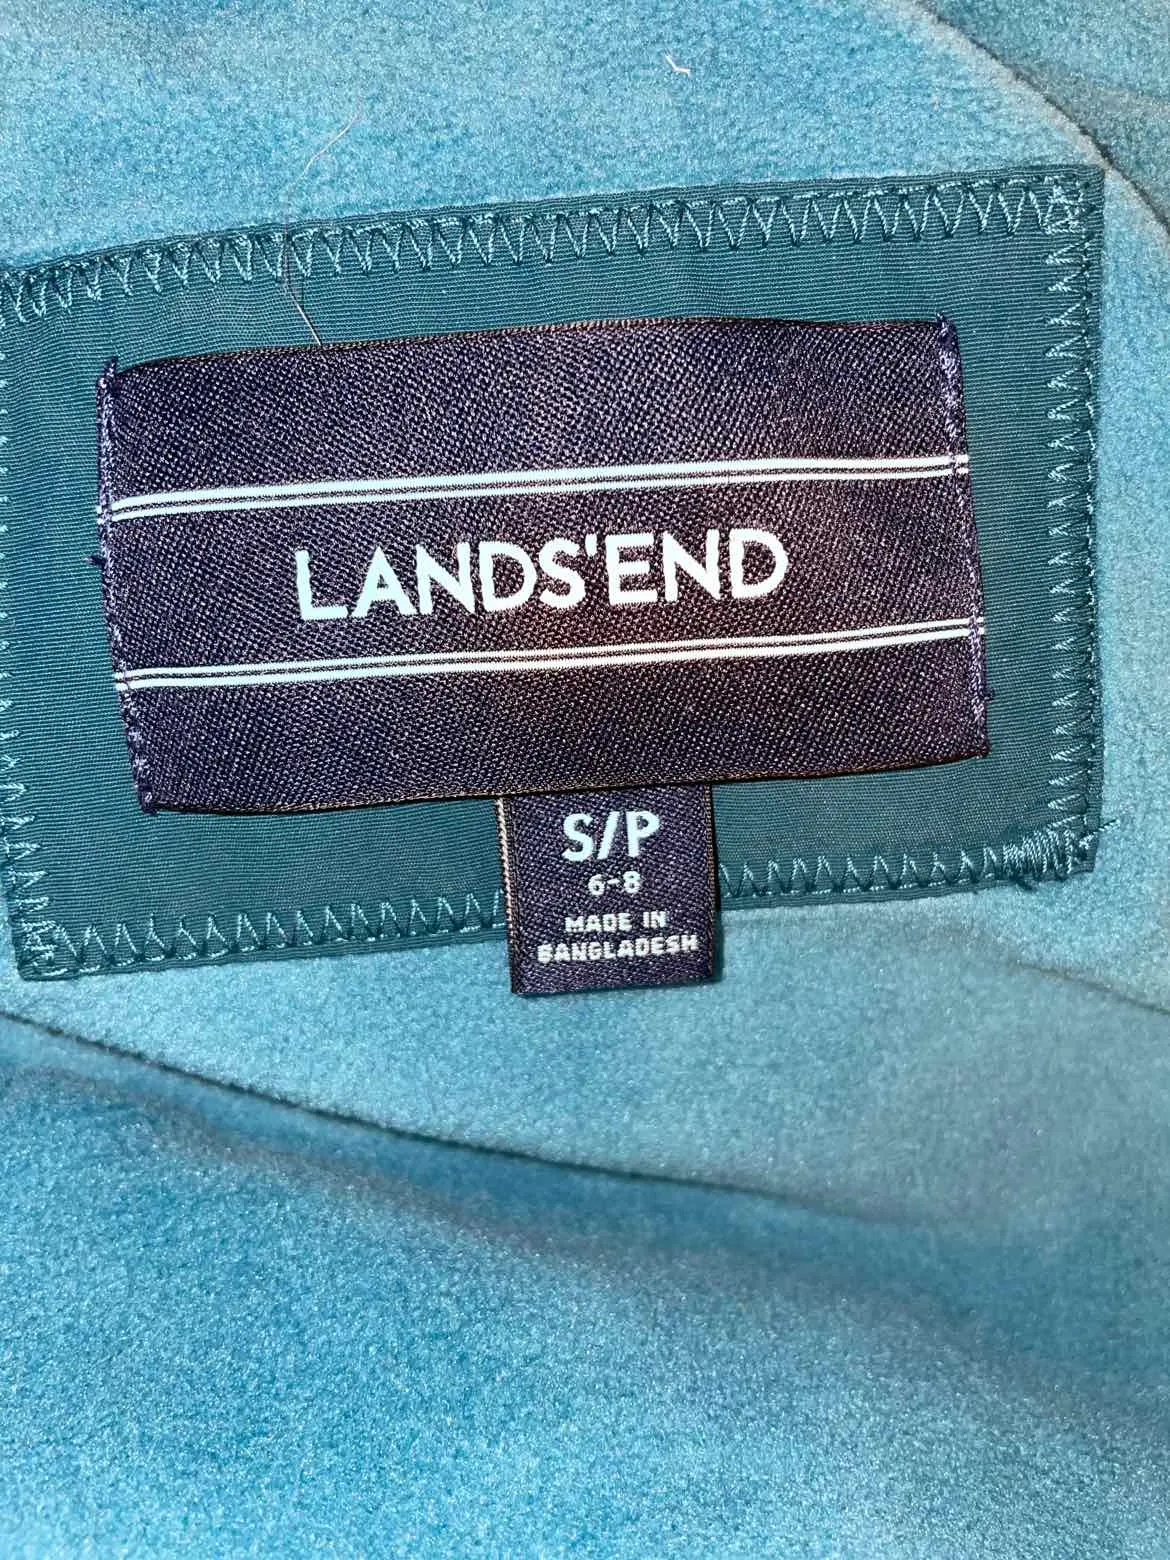 LANDS'END
S/P
6-8
MADE IN
BANGLADESH